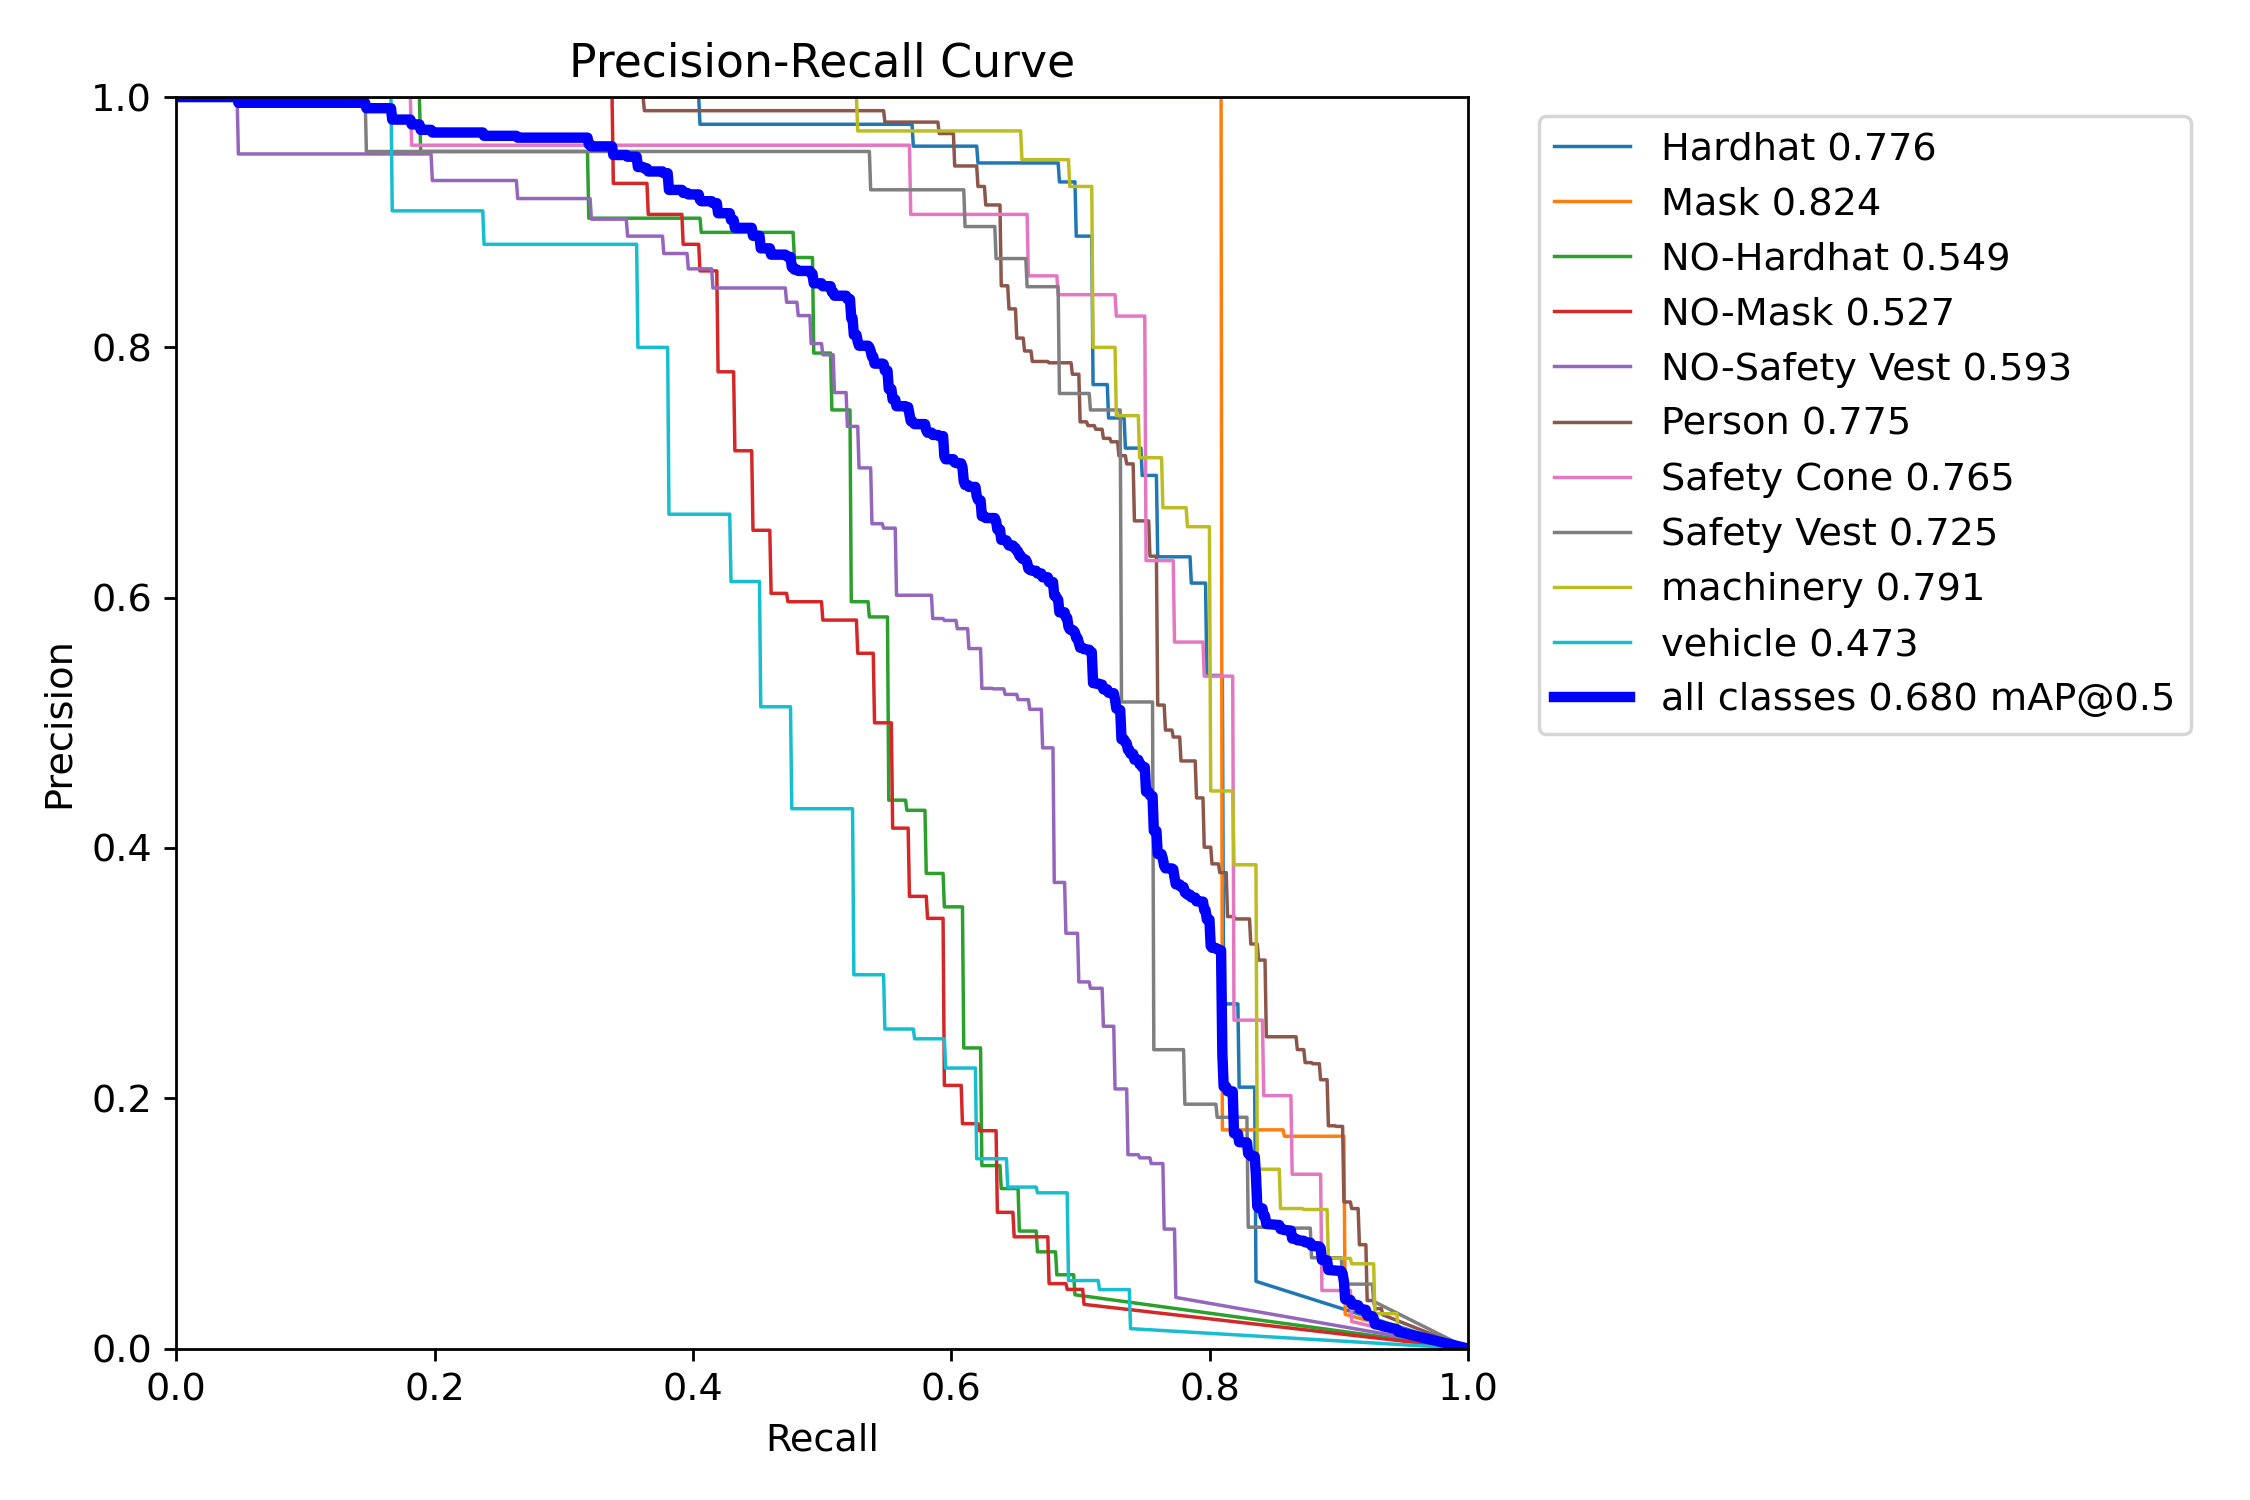 Precision-Recall Curve
1.0
0.8
0.6
0.4
0.2
0.0
Precision
0.0 0.2 0.4 0.6 0.8 1.0
Recall
Hardhat 0.776
Mask 0.824
NO-Hardhat 0.549
NO-Mask 0.527
NO-Safety Vest 0.593
Person 0.775
Safety Cone 0.765
Safety Vest 0.725
machinery 0.791
vehicle 0.473
all classes 0.680 mAP@0.5